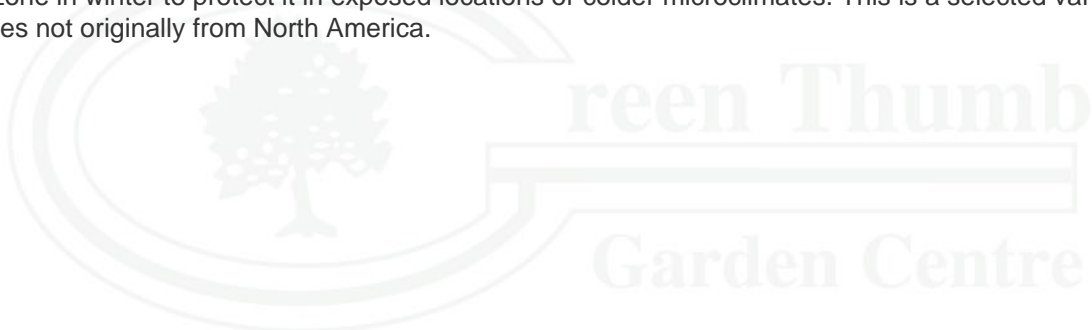 zone in winter to protect it in exposed locations or colder microclimates. This is a selected var
es not originally from North America.
reen Thumb
Garden Centre